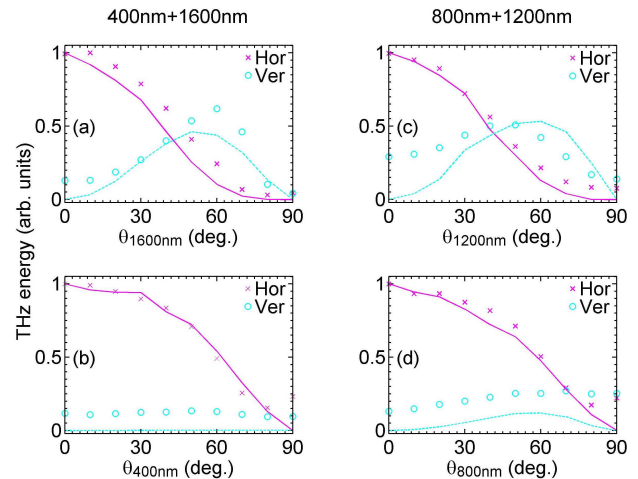 400nm+1600nm 800nm+1200nm
THz energy (arb. units)
1
0.5
0
(a)
× Hor
○ Ver
0 30 60 90
θ1600nm (deg.)
1
0.5
0
(c)
× Hor
○ Ver
0 30 60 90
θ1200nm (deg.)
1
0.5
0
(b)
× Hor
○ Ver
0 30 60 90
θ400nm (deg.)
1
0.5
0
(d)
× Hor
○ Ver
0 30 60 90
θ800nm (deg.)